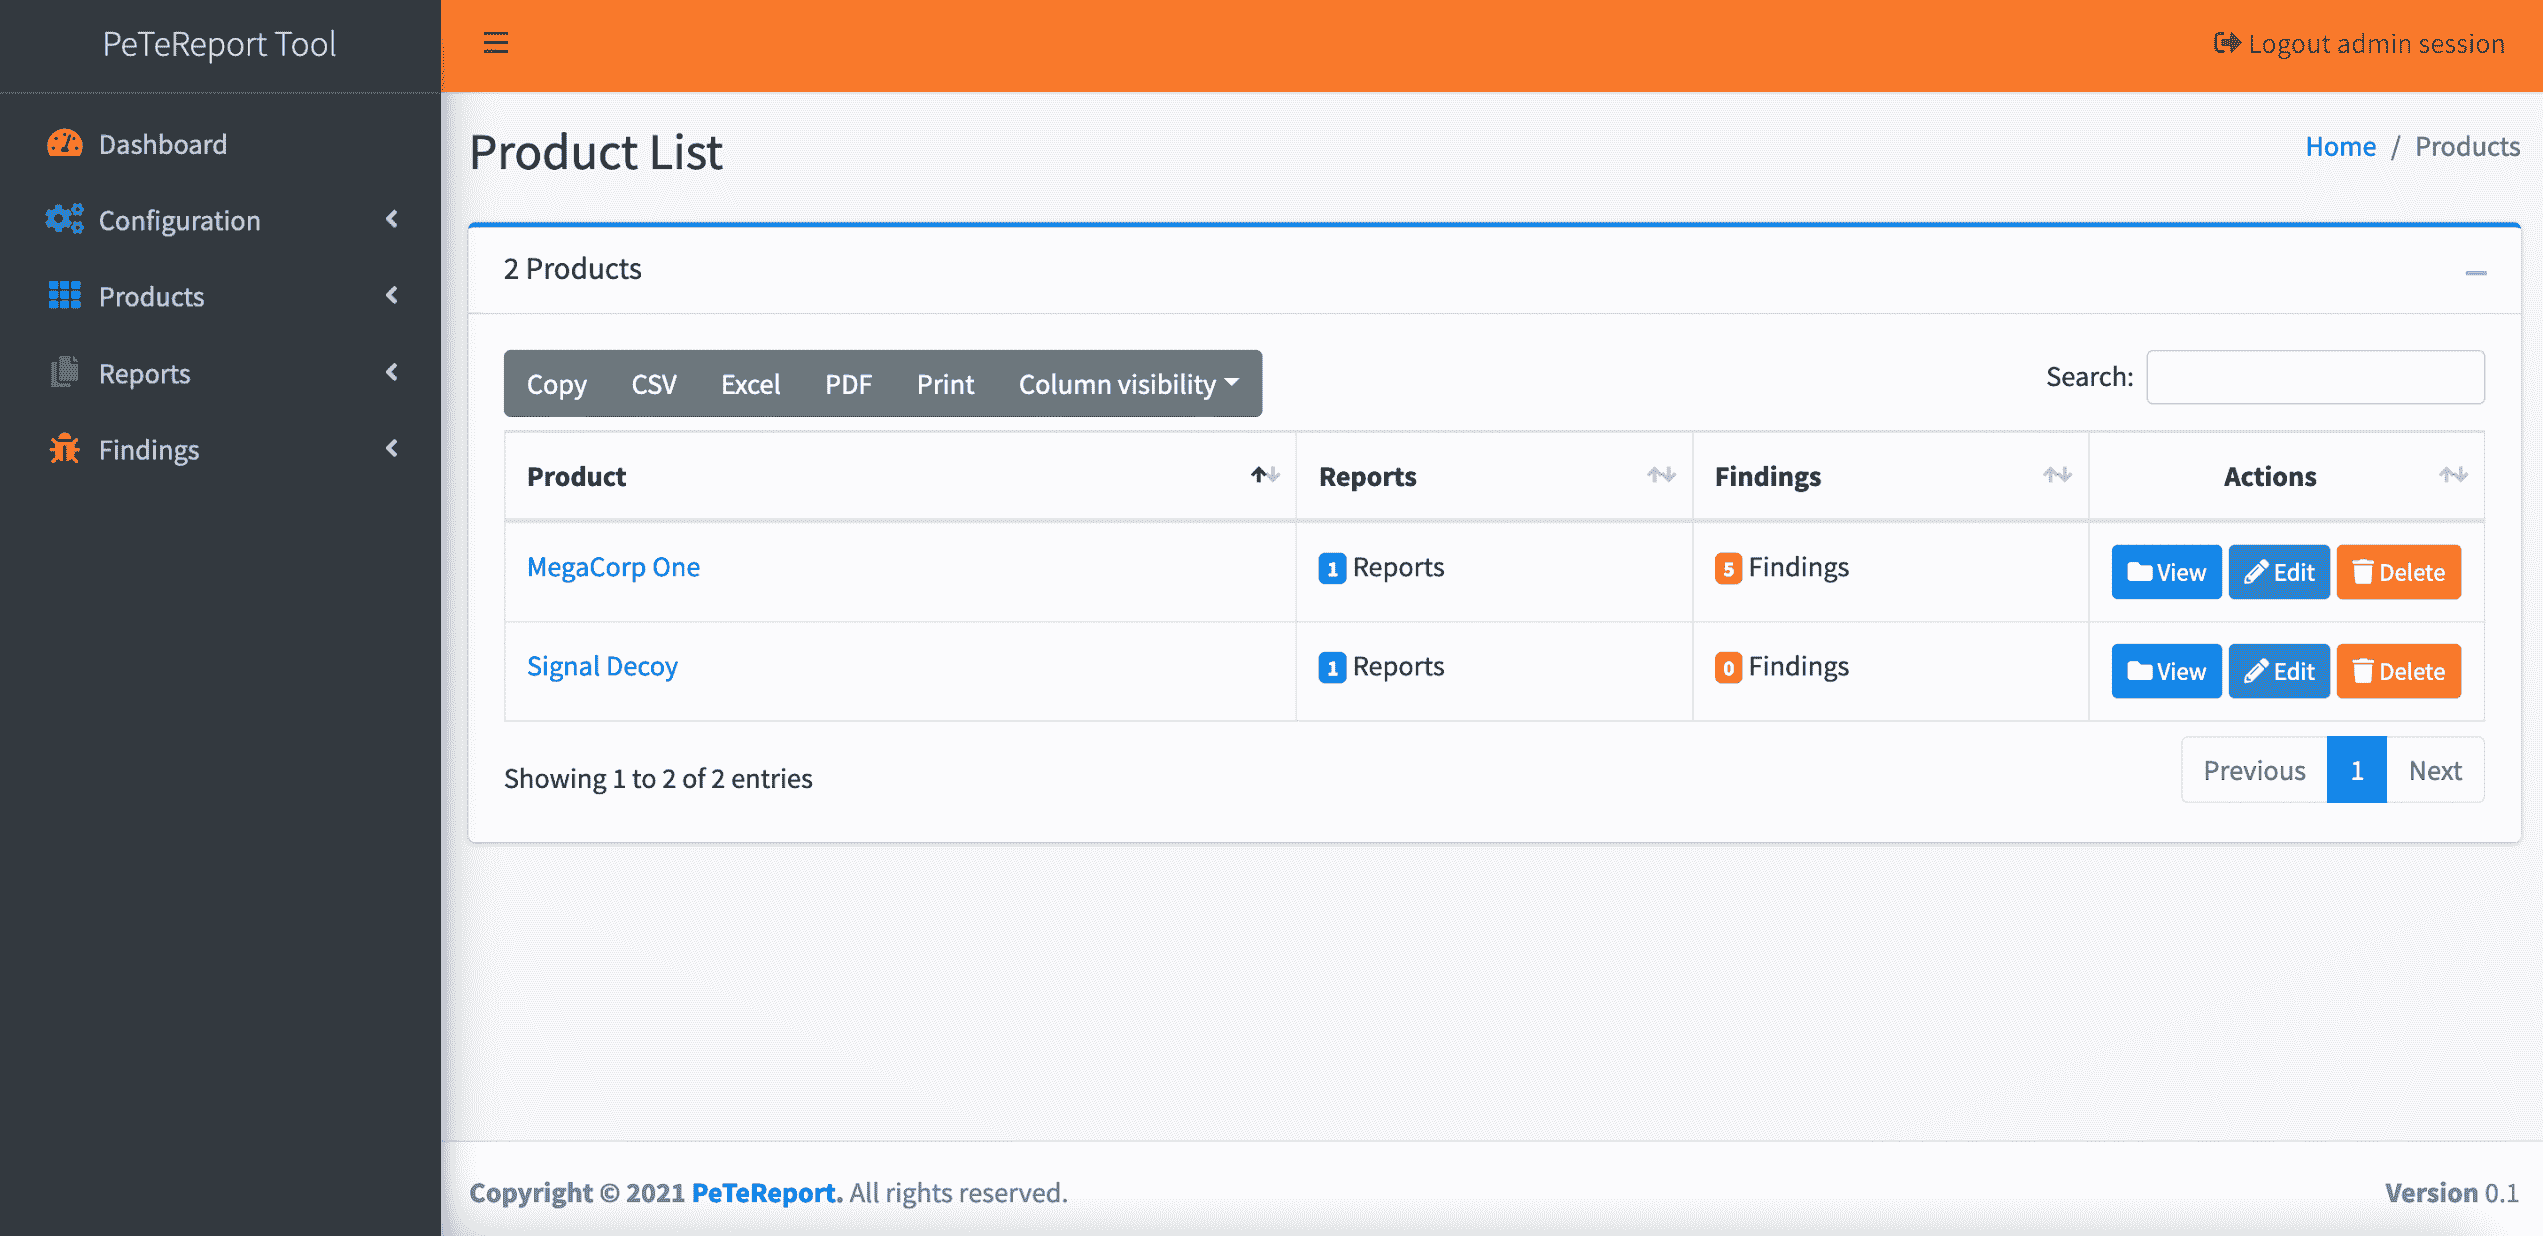 PeTeReport Tool
Logout admin session
Dashboard
Configuration
Products
Reports
Findings
Product List
Home / Products
2 Products
Copy CSV Excel PDF Print Column visibility
Search:
Product Reports Findings Actions
MegaCorp One 1 Reports 5 Findings View Edit Delete
Signal Decoy 1 Reports 0 Findings View Edit Delete
Showing 1 to 2 of 2 entries
Previous 1 Next
Copyright © 2021 PeTeReport. All rights reserved.
Version 0.1